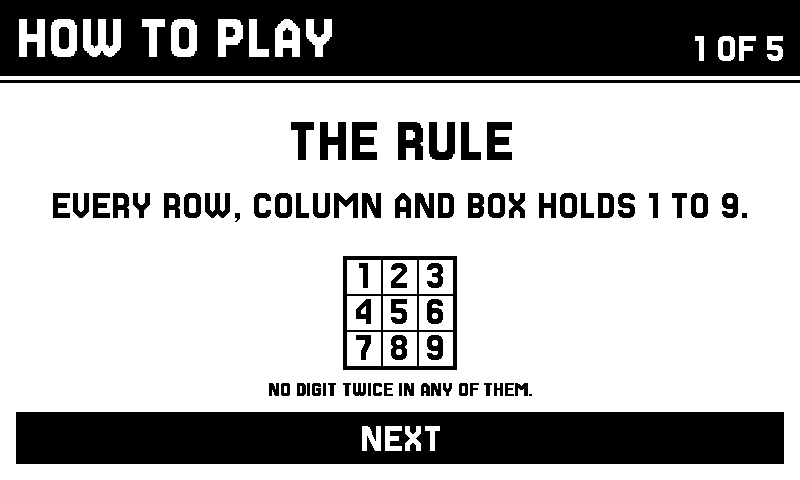 HOW TO PLAY
1 OF 5
THE RULE
EVERY ROW, COLUMN AND BOX HOLDS 1 TO 9.
1 2 3
4 5 6
7 8 9
NO DIGIT TWICE IN ANY OF THEM.
NEXT